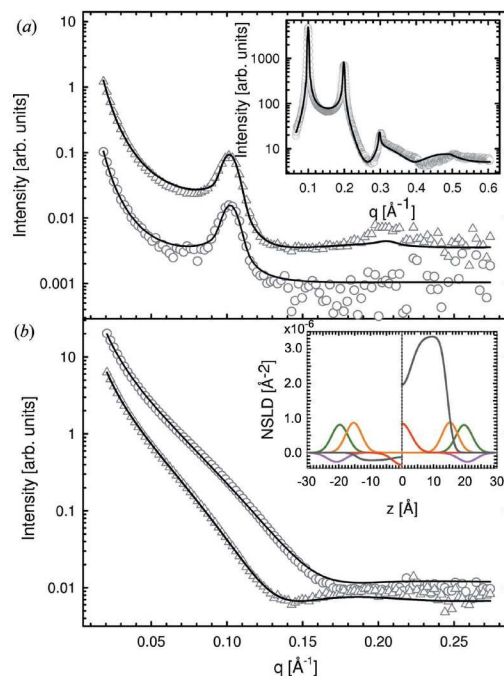 (a)
10
1
0.1
0.01
0.001
Intensity [arb. units]
1000
100
10
Intensity [arb. units]
0.1 0.2 0.3 0.4 0.5 0.6
q [Å-1]
(b)
10
1
0.1
0.01
Intensity [arb. units]
x10-6
3.0
2.0
1.0
0.0
NSLD [Å-2]
-30 -20 -10 0 10 20 30
z [Å]
0.05 0.10 0.15 0.20 0.25
q [Å-1]